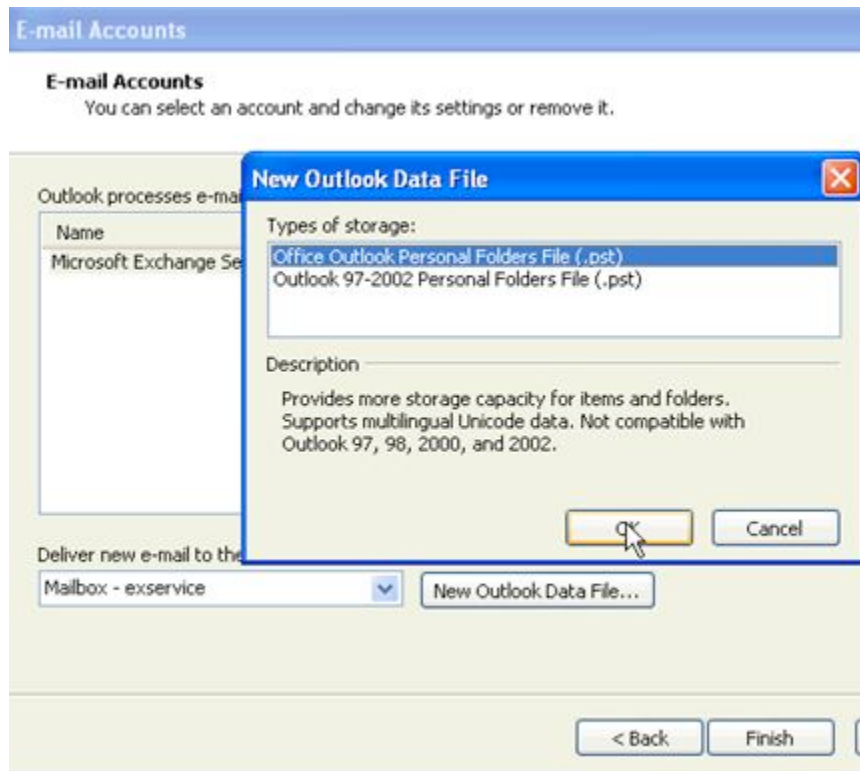 E-mail Accounts
E-mail Accounts
You can select an account and change its settings or remove it.
Outlook processes e-mai
Name
Microsoft Exchange Se
New Outlook Data File
Types of storage:
Office Outlook Personal Folders File (.pst)
Outlook 97-2002 Personal Folders File (.pst)
Description
Provides more storage capacity for items and folders.
Supports multilingual Unicode data. Not compatible with
Outlook 97, 98, 2000, and 2002.
OK
Cancel
Deliver new e-mail to the
Mailbox - exservice
New Outlook Data File...
< Back
Finish